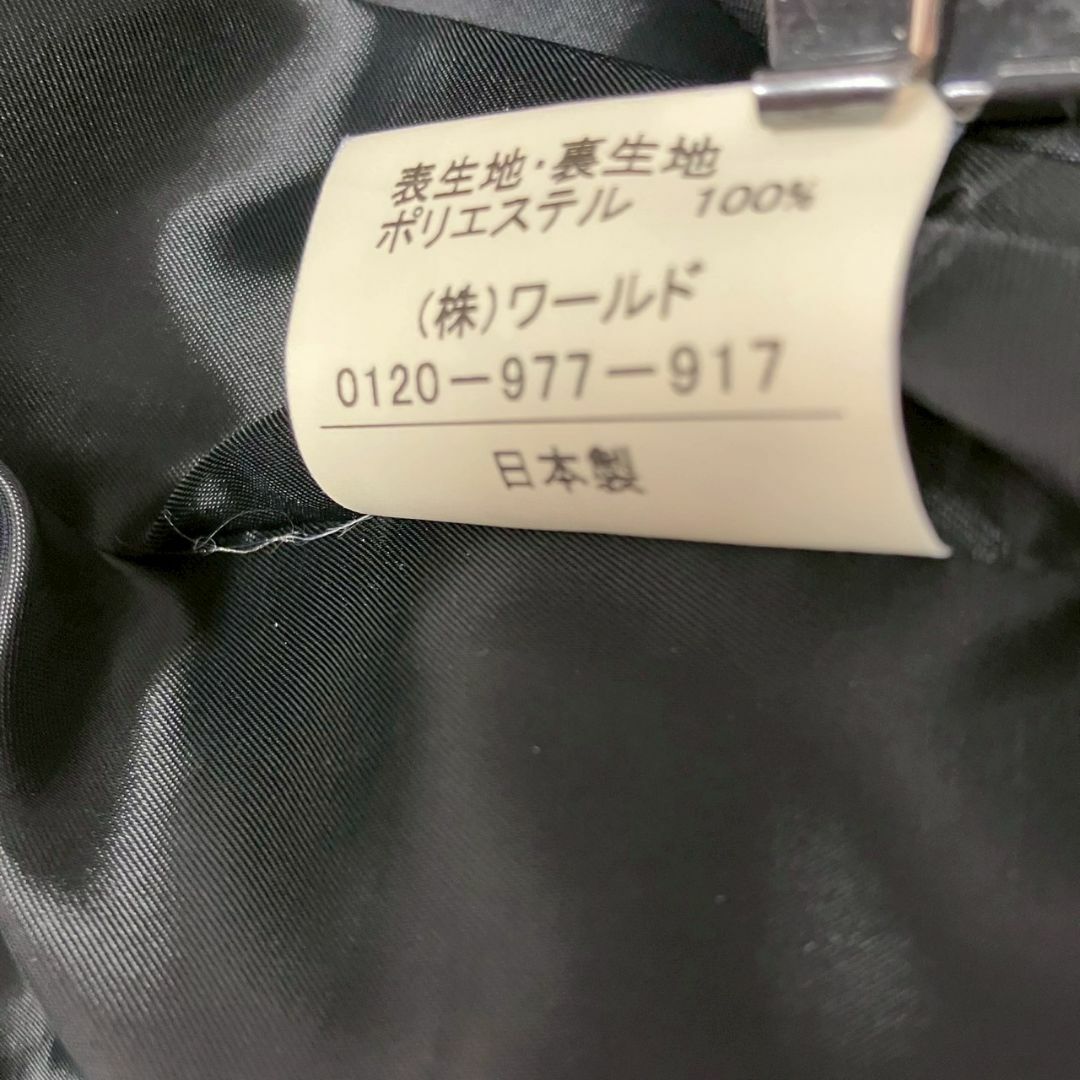 表生地・裏生地
ポリエステル 100%
(株)ワールド
0120-977-917
日本製